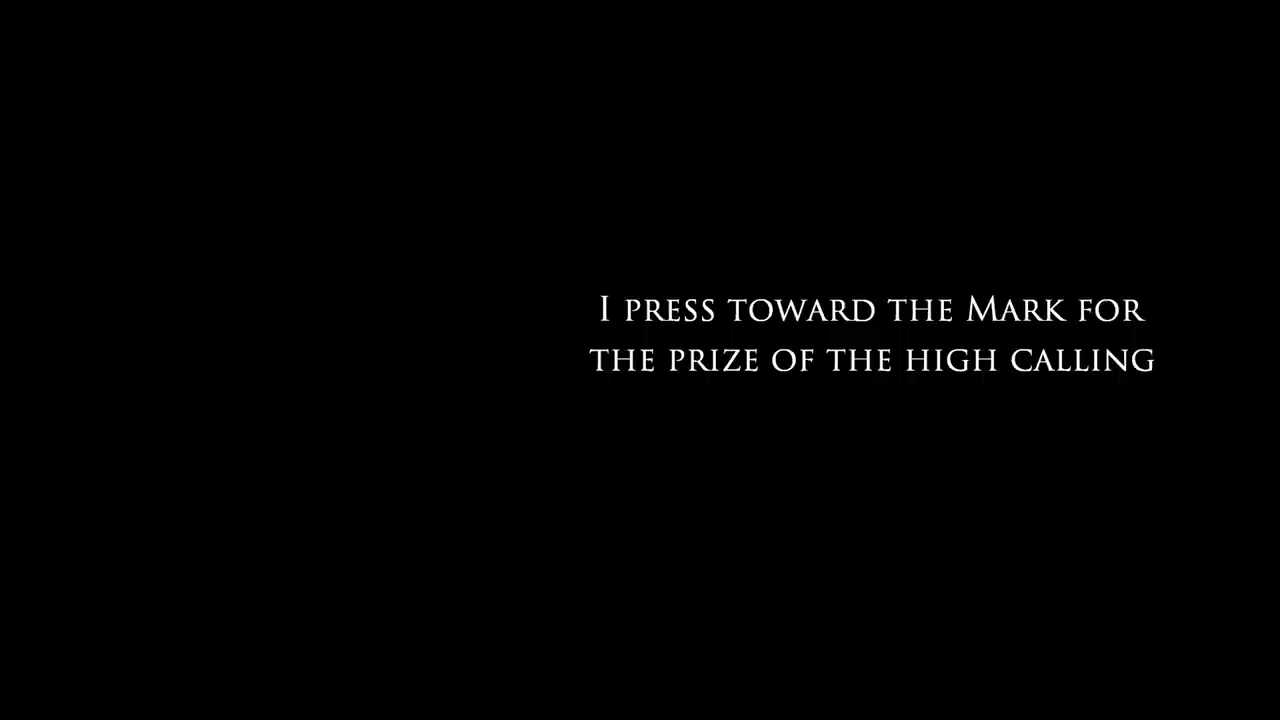 I press toward the Mark for
the prize of the high calling